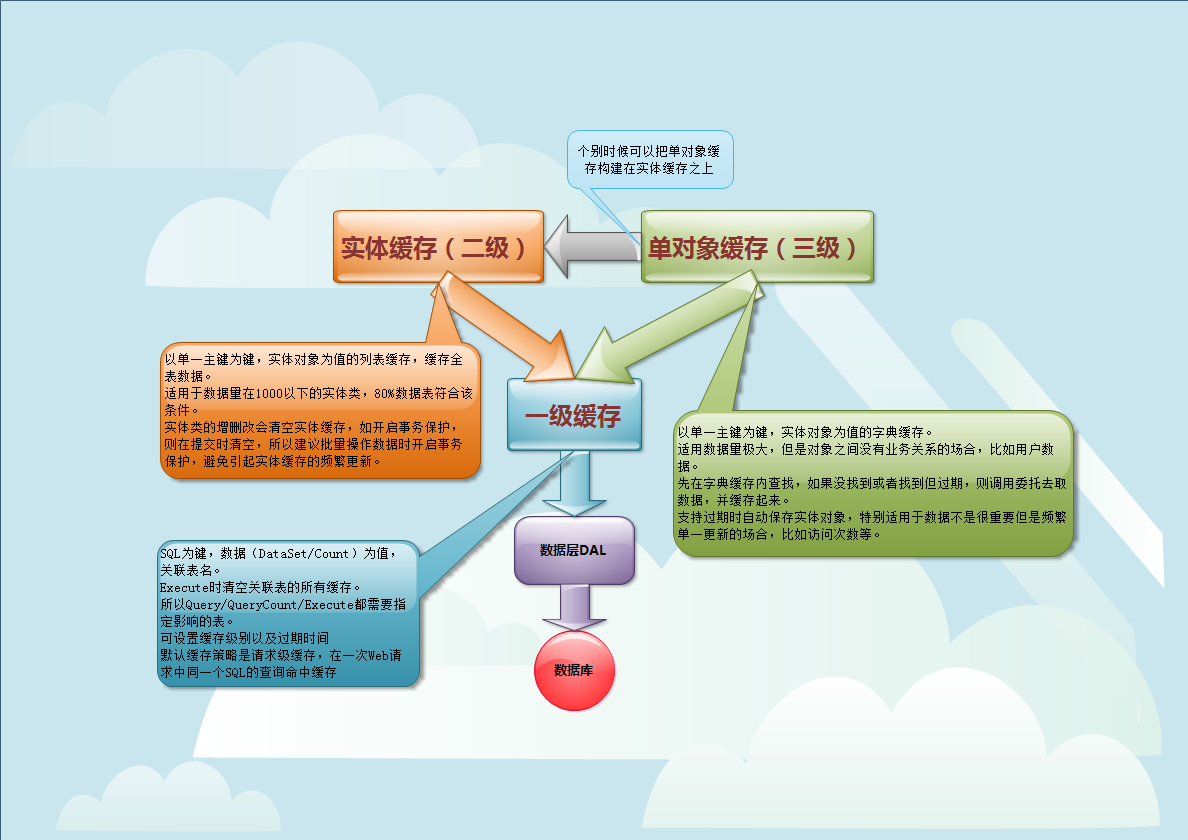 个别时候可以把单对象缓
存构建在实体缓存之上
实体缓存（二级）
单对象缓存（三级）
以单一主键为键，实体对象为值的列表缓存，缓存全
表数据。
适用于数据量在1000以下的实体类，80%数据表符合该
条件。
实体类的增删改会清空实体缓存，如开启事务保护，
则在提交时清空，所以建议批量操作数据时开启事务
保护，避免引起实体缓存的频繁更新。
一级缓存
以单一主键为键，实体对象为值的字典缓存。
适用数据量极大，但是对象之间没有业务关系的场合，比如用户数
据。
先在字典缓存内查找，如果没找到或者找到但过期，则调用委托去取
数据，并缓存起来。
支持过期时自动保存实体对象，特别适用于数据不是很重要但是频繁
单一更新的场合，比如访问次数等。
SQL为键，数据（DataSet/Count）为值，
关联表名。
Execute时清空关联表的所有缓存。
所以Query/QueryCount/Execute都需要指
定影响的表。
可设置缓存级别以及过期时间
默认缓存策略是请求级缓存，在一次Web请
求中同一个SQL的查询命中缓存
数据层DAL
数据库